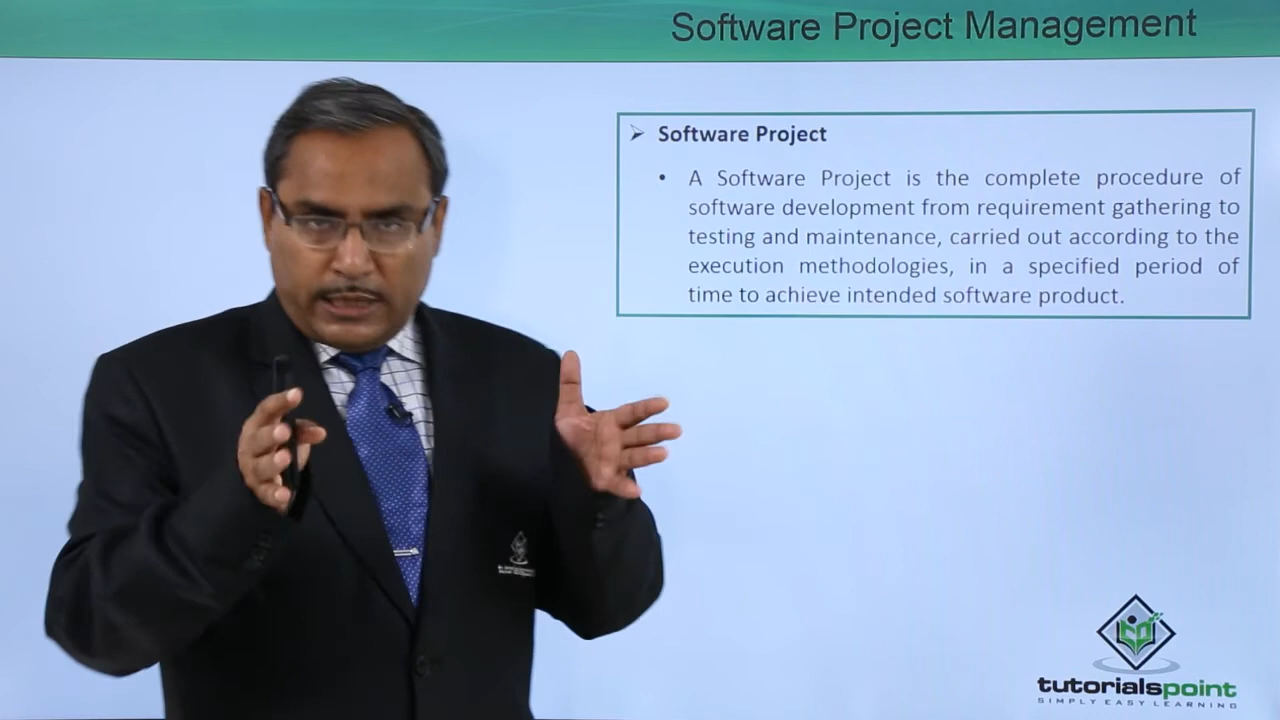 Software Project Management
➢ Software Project
• A Software Project is the complete procedure of
software development from requirement gathering to
testing and maintenance, carried out according to the
execution methodologies, in a specified period of
time to achieve intended software product.
tutorialspoint
SIMPLY EASY LEARNING